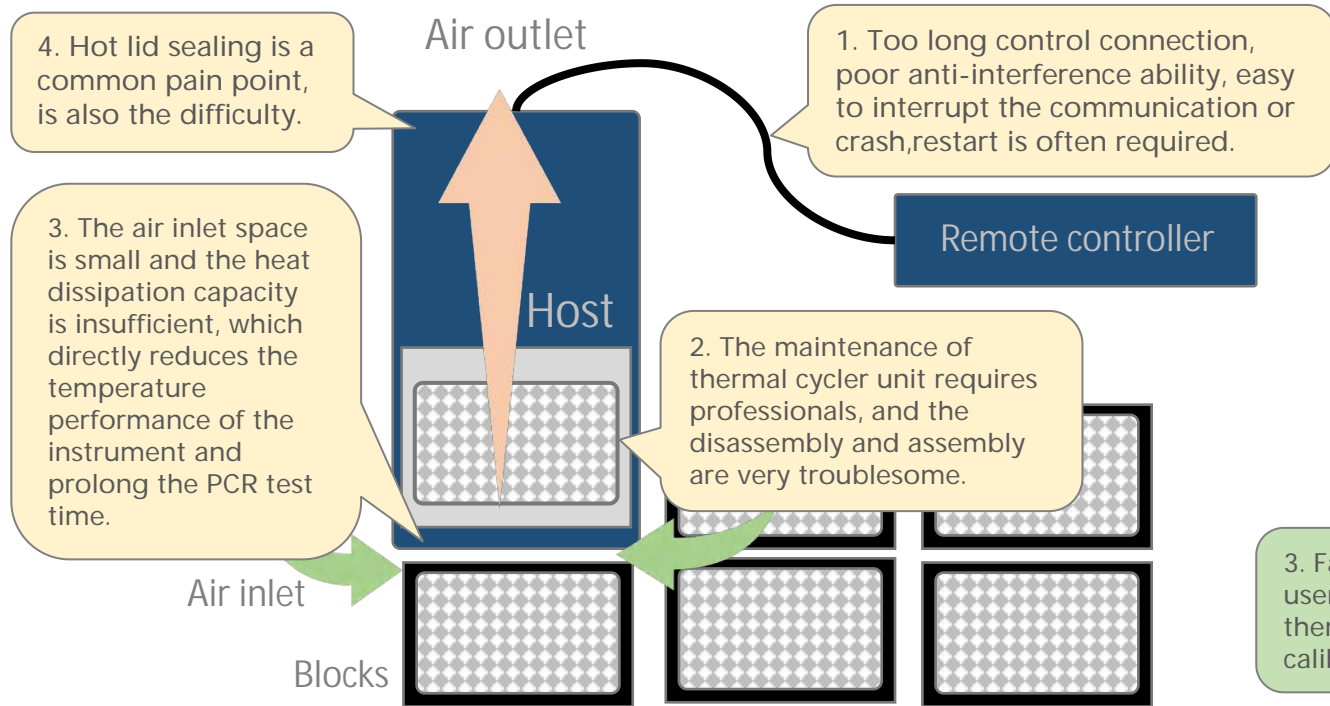 4. Hot lid sealing is a
common pain point,
is also the difficulty.
Air outlet
1. Too long control connection,
poor anti-interference ability, easy
to interrupt the communication or
crash,restart is often required.
3. The air inlet space
is small and the heat
dissipation capacity
is insufficient, which
directly reduces the
temperature
performance of the
instrument and
prolong the PCR test
time.
Remote controller
Host
2. The maintenance of
thermal cycler unit requires
professionals, and the
disassembly and assembly
are very troublesome.
Air inlet
Blocks
3. Fa
user
ther
calil